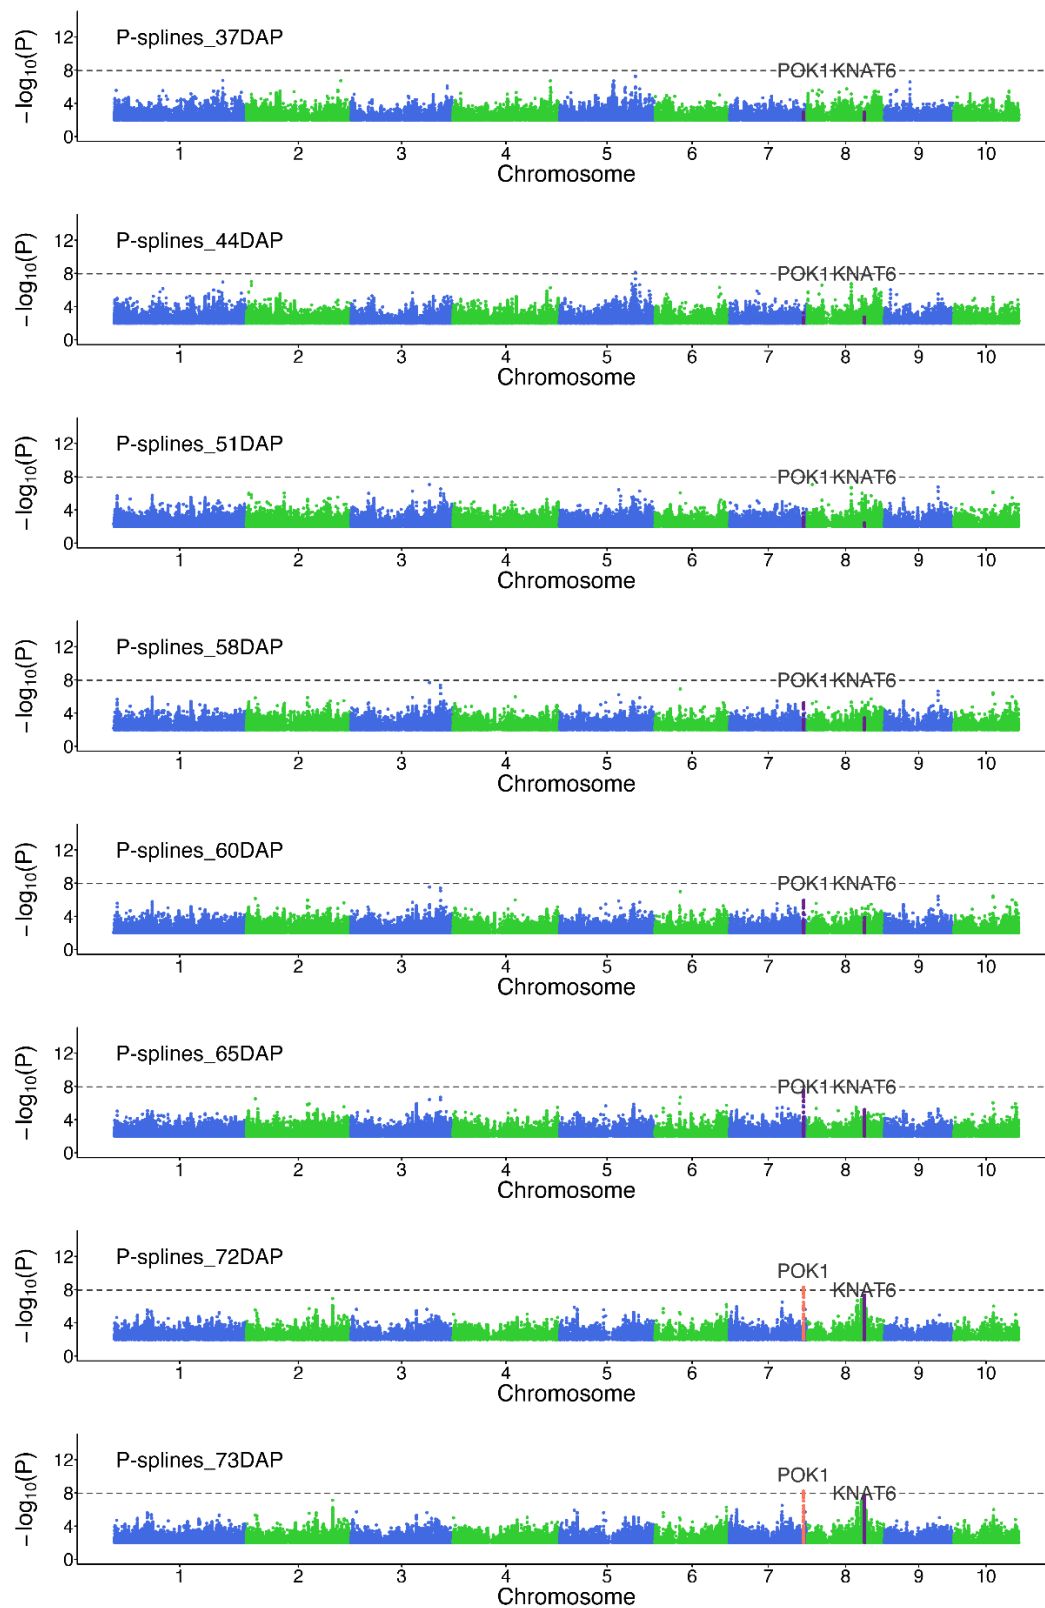 P-splines_37DAP
−log10(P)
12
8
4
0
POK1 KNAT6
1 2 3 4 5 6 7 8 9 10
Chromosome
P-splines_44DAP
−log10(P)
12
8
4
0
POK1 KNAT6
1 2 3 4 5 6 7 8 9 10
Chromosome
P-splines_51DAP
−log10(P)
12
8
4
0
POK1 KNAT6
1 2 3 4 5 6 7 8 9 10
Chromosome
P-splines_58DAP
−log10(P)
12
8
4
0
POK1 KNAT6
1 2 3 4 5 6 7 8 9 10
Chromosome
P-splines_60DAP
−log10(P)
12
8
4
0
POK1 KNAT6
1 2 3 4 5 6 7 8 9 10
Chromosome
P-splines_65DAP
−log10(P)
12
8
4
0
POK1 KNAT6
1 2 3 4 5 6 7 8 9 10
Chromosome
P-splines_72DAP
−log10(P)
12
8
4
0
POK1
KNAT6
1 2 3 4 5 6 7 8 9 10
Chromosome
P-splines_73DAP
−log10(P)
12
8
4
0
POK1
KNAT6
1 2 3 4 5 6 7 8 9 10
Chromosome